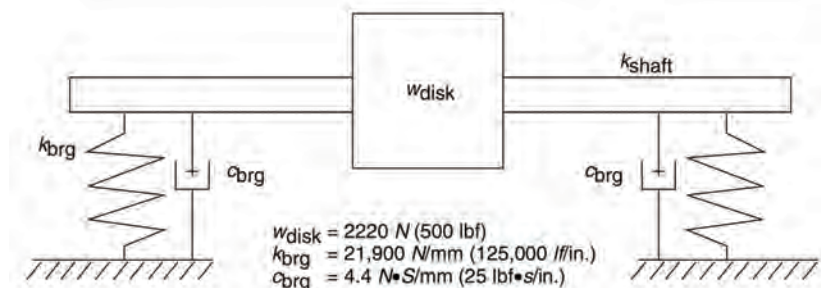 k_shaft
w_disk
k_brg
c_brg
c_brg
w_disk = 2220 N (500 lbf)
k_brg = 21,900 N/mm (125,000 lf/in.)
c_brg = 4.4 N•S/mm (25 lbf•s/in.)